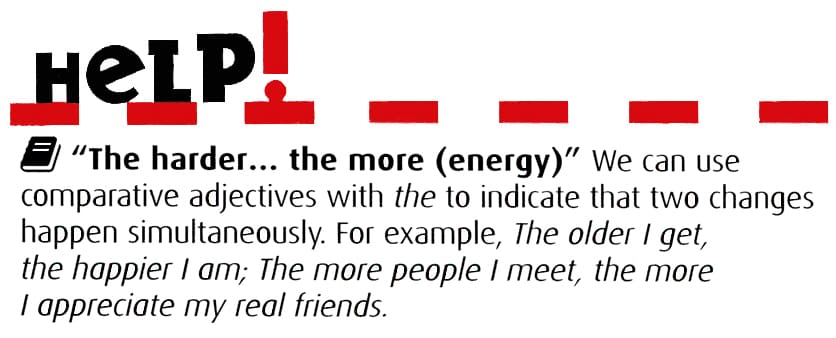 HeLP!
"The harder... the more (energy)" We can use
comparative adjectives with the to indicate that two changes
happen simultaneously. For example, The older I get,
the happier I am; The more people I meet, the more
I appreciate my real friends.